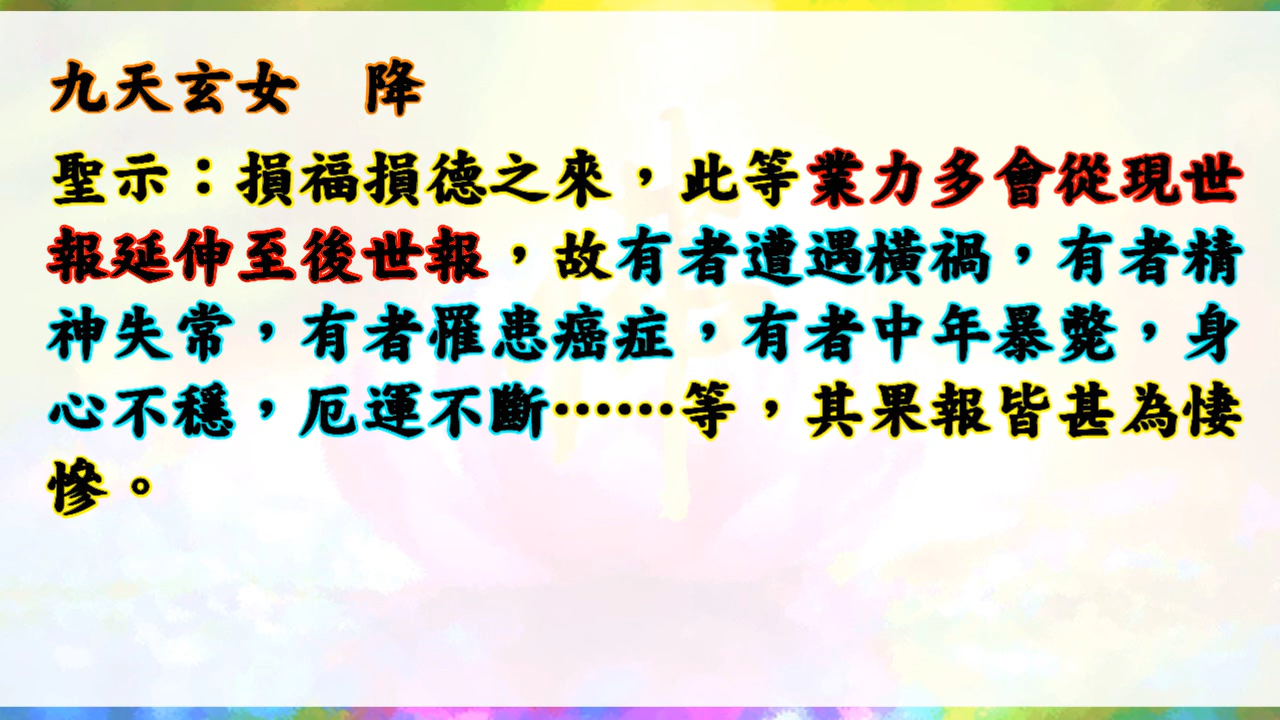 九天玄女　降
聖示：損福損德之來，此等業力多會從現世
報延伸至後世報，故有者遭遇橫禍，有者精
神失常，有者罹患癌症，有者中年暴斃，身
心不穩，厄運不斷……等，其果報皆甚為悽
慘。